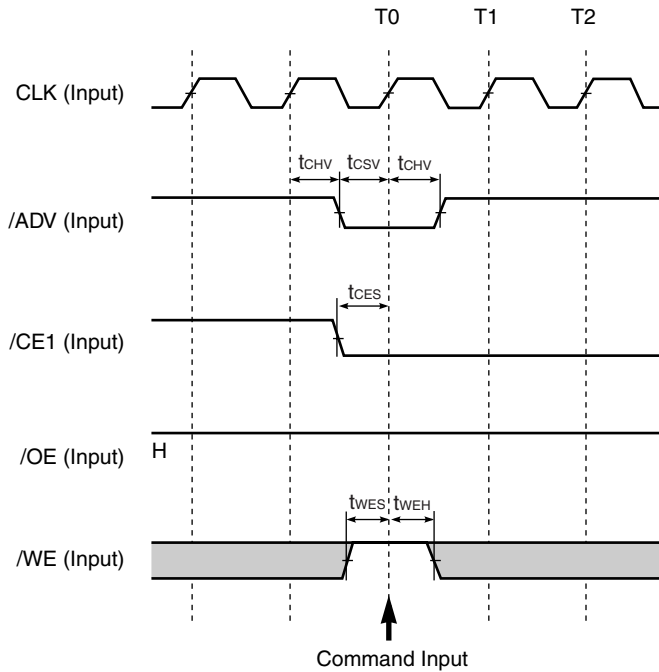 T0 T1 T2
CLK (Input)
tCHV tCSV tCHV
/ADV (Input)
tCES
/CE1 (Input)
/OE (Input) H
tWES tWEH
/WE (Input)
Command Input